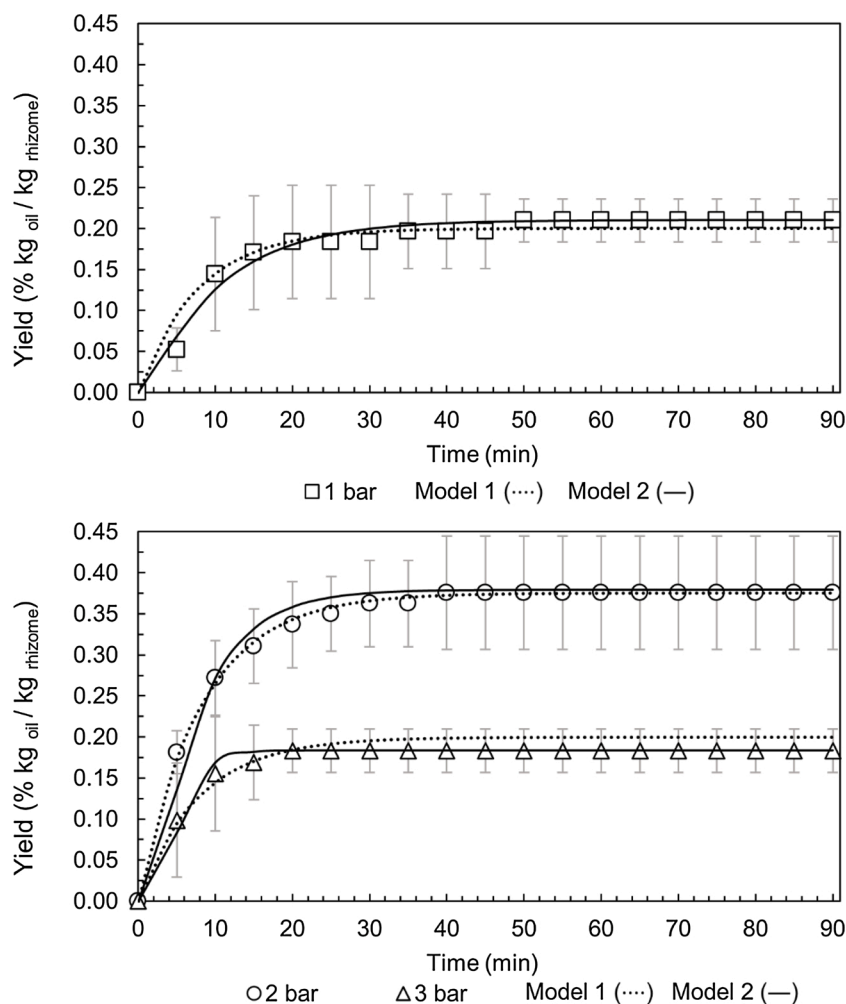 Yield (% kg oil / kg rhizome)
0.45
0.40
0.35
0.30
0.25
0.20
0.15
0.10
0.05
0.00
0 10 20 30 40 50 60 70 80 90
Time (min)
1 bar Model 1 (····) Model 2 (—)
Yield (% kg oil / kg rhizome)
0.45
0.40
0.35
0.30
0.25
0.20
0.15
0.10
0.05
0.00
0 10 20 30 40 50 60 70 80 90
Time (min)
2 bar 3 bar Model 1 (····) Model 2 (—)